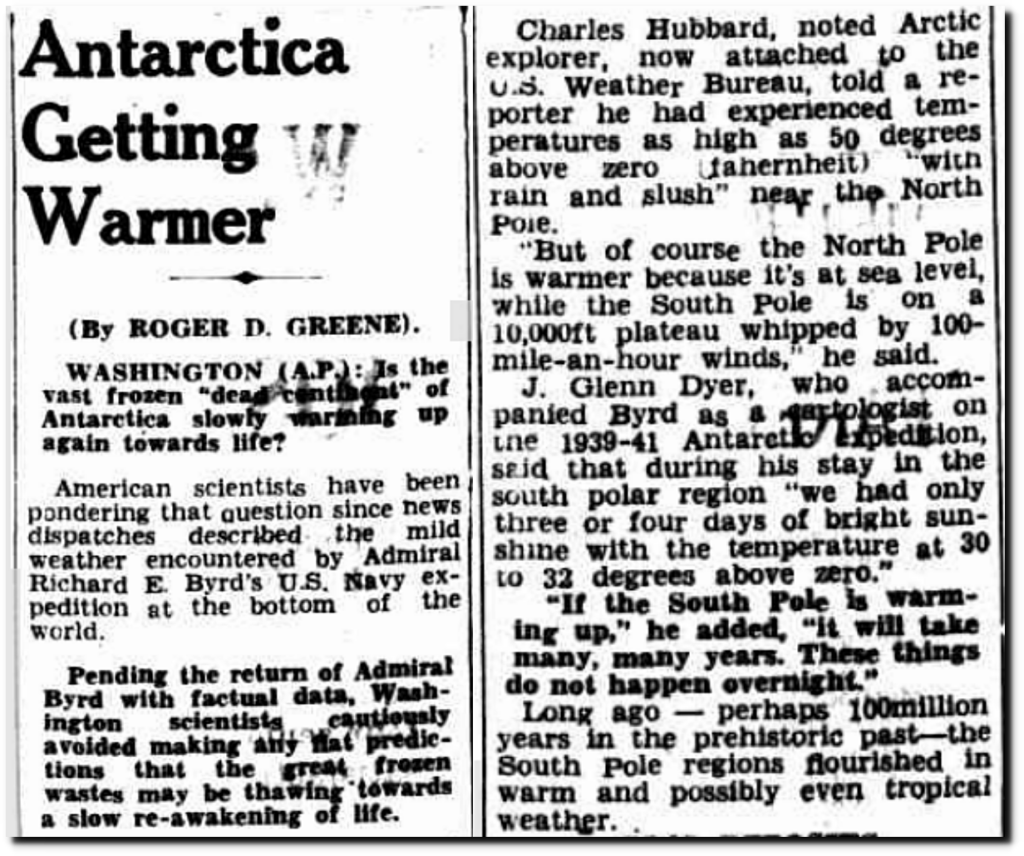 Antarctica
Getting
Warmer
(By ROGER D. GREENE).
WASHINGTON (A.P.): Is the
vast frozen "dead continent" of
Antarctica slowly warming up
again towards life?
American scientists have been
pondering that question since news
dispatches described the mild
weather encountered by Admiral
Richard E. Byrd's U.S. Navy ex-
pedition at the bottom of the
world.
Pending the return of Admiral
Byrd with factual data, Wash-
ington scientists cautiously
avoided making any flat predic-
tions that the great frozen
wastes may be thawing towards
a slow re-awakening of life.
Charles Hubbard, noted Arctic
explorer, now attached to the
U.S. Weather Bureau, told a re-
porter he had experienced tem-
peratures as high as 50 degrees
above zero (fahernheit) "with
rain and slush" near the North
Pole.
"But of course the North Pole
is warmer because it's at sea level,
while the South Pole is on a
10,000ft plateau whipped by 100-
mile-an-hour winds," he said.
J. Glenn Dyer, who accom-
panied Byrd as a cartologist on
the 1939-41 Antarctic expedition,
said that during his stay in the
south polar region "we had only
three or four days of bright sun-
shine with the temperature at 30
to 32 degrees above zero."
"If the South Pole is warm-
ing up," he added, "it will take
many, many years. These things
do not happen overnight."
Long ago — perhaps 100million
years in the prehistoric past—the
South Pole regions flourished in
warm and possibly even tropical
weather.